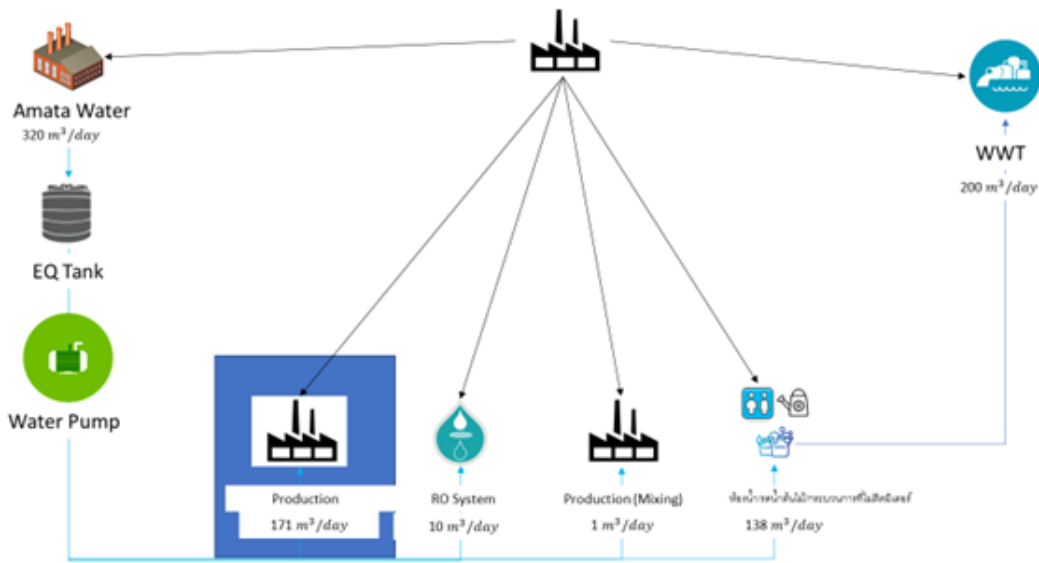 Amata Water
320 m³/day
WWT
200 m³/day
EQ Tank
Water Pump
Production
171 m³/day
RO System
10 m³/day
Production (Mixing)
1 m³/day
138 m³/day